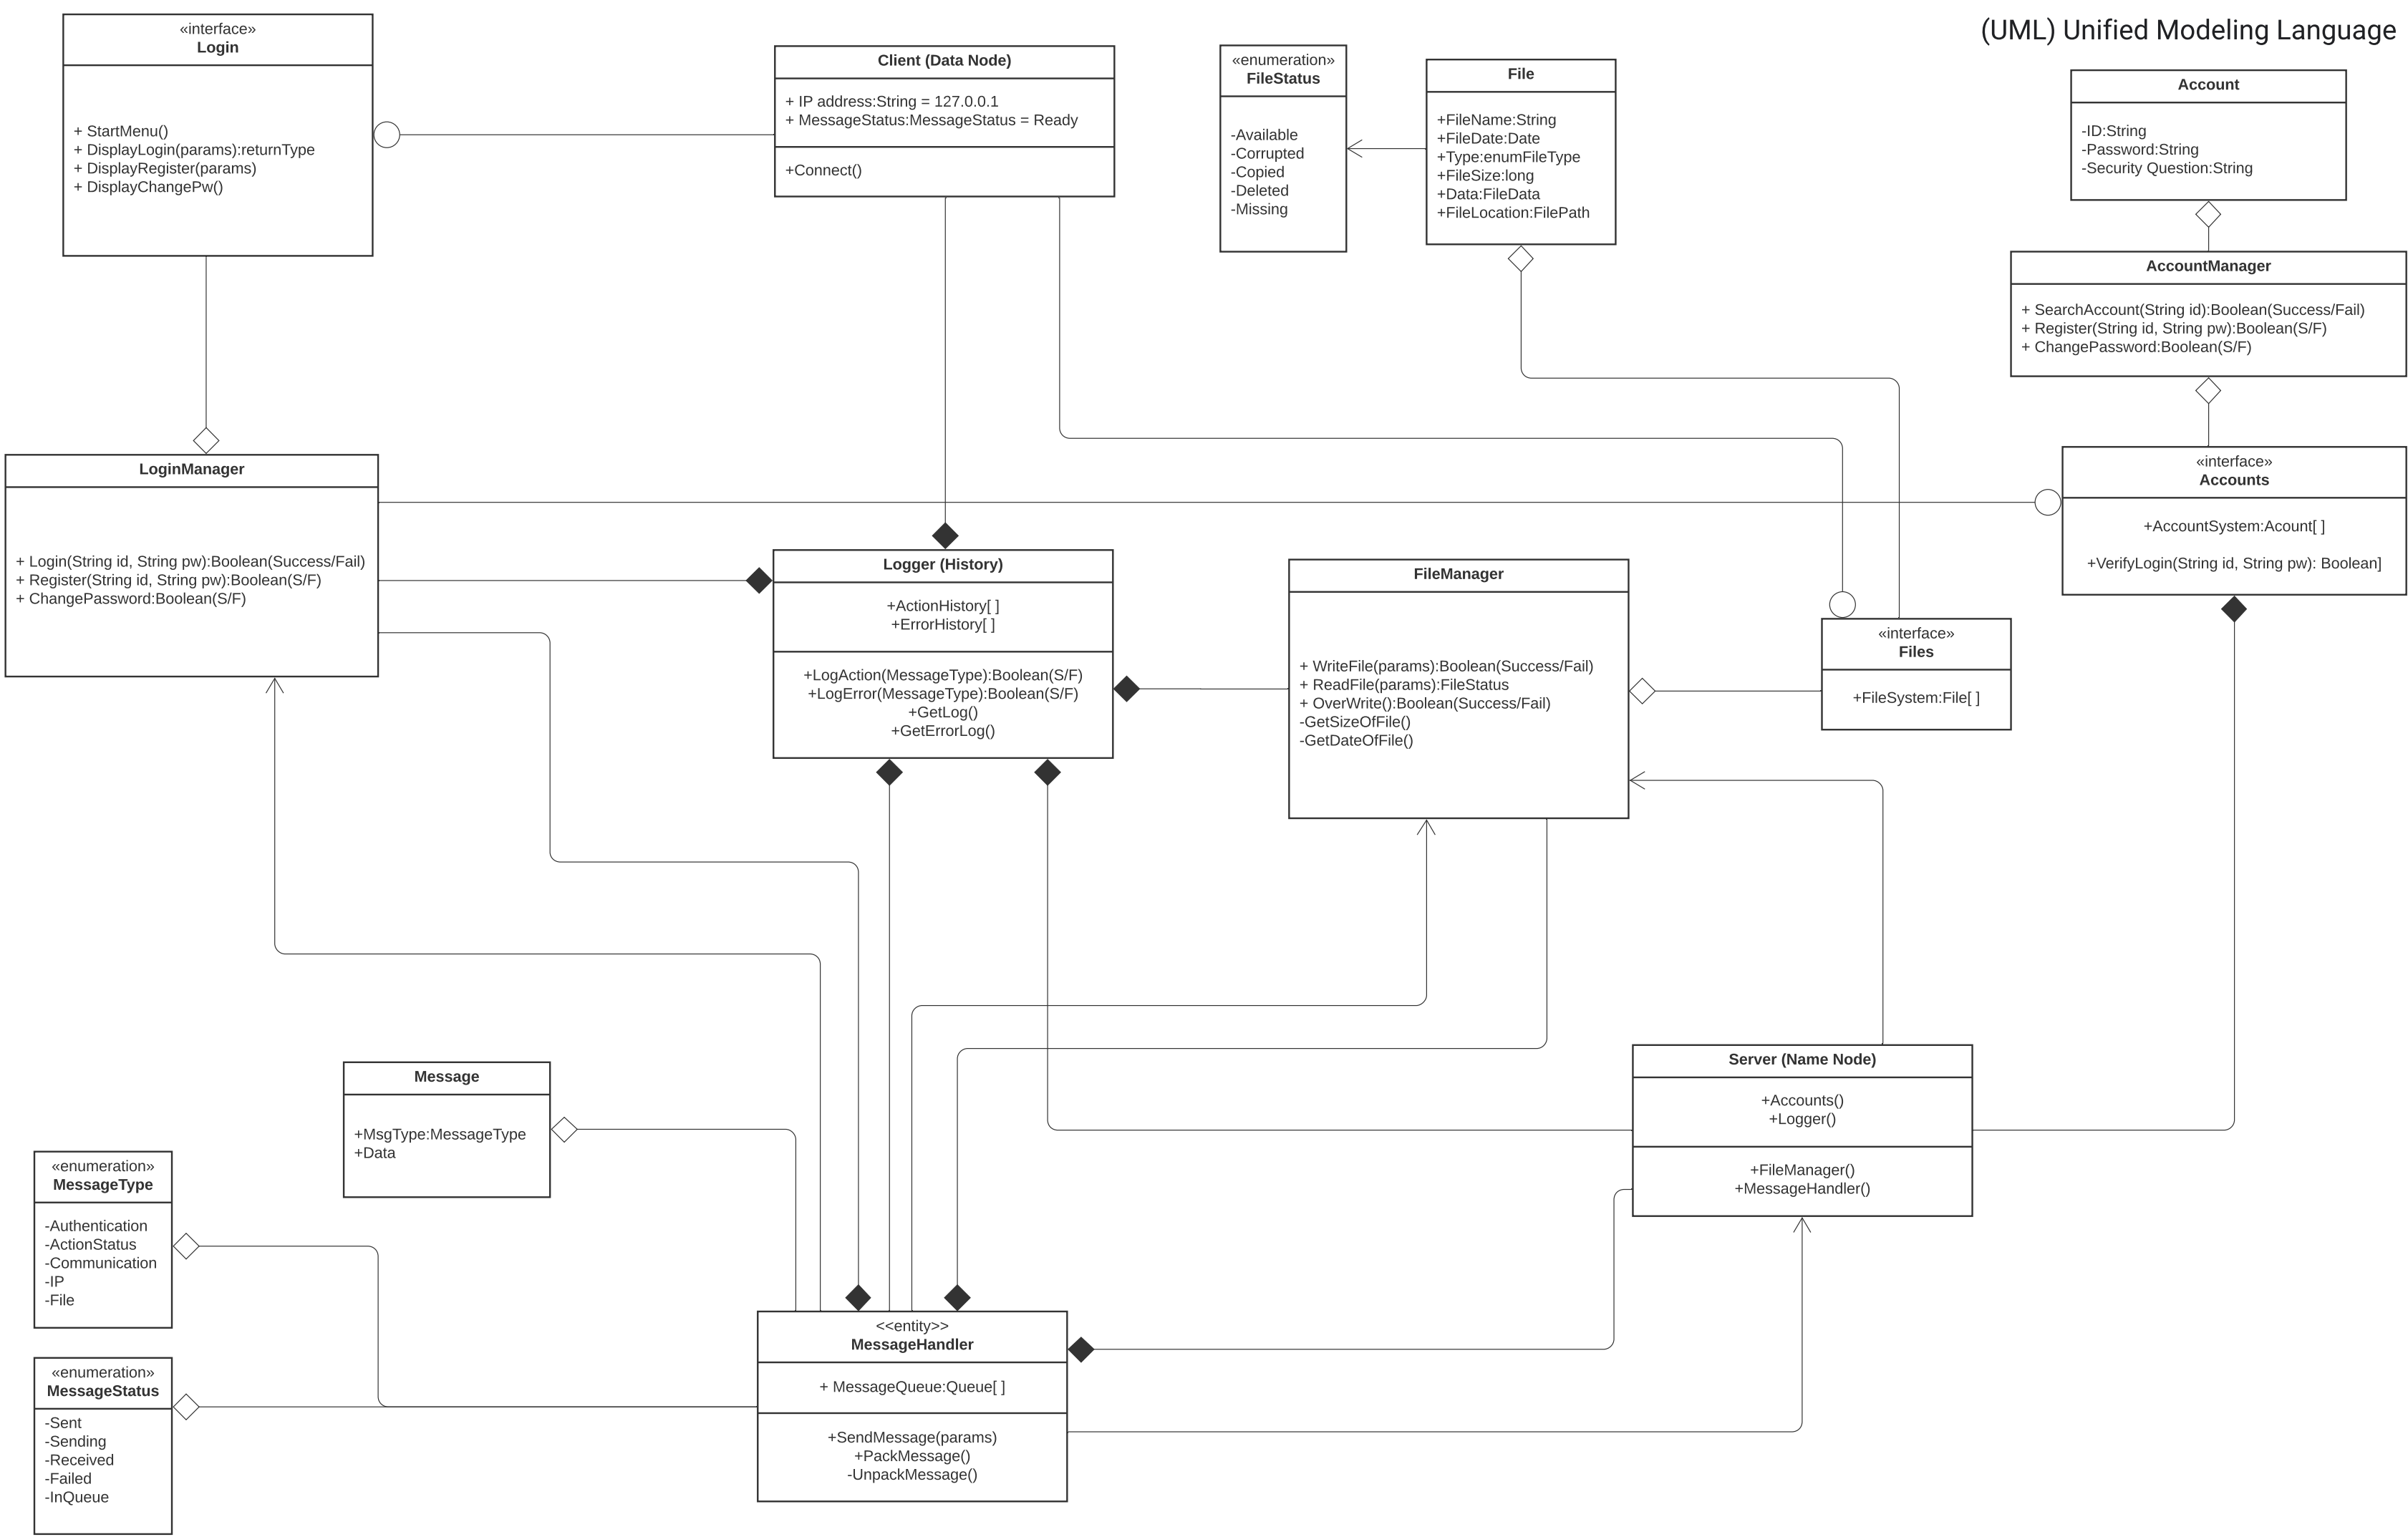 (UML) Unified Modeling Language
«interface»
Login
+ StartMenu()
+ DisplayLogin(params):returnType
+ DisplayRegister(params)
+ DisplayChangePw()
Client (Data Node)
+ IP address:String = 127.0.0.1
+ MessageStatus:MessageStatus = Ready
+Connect()
«enumeration»
FileStatus
-Available
-Corrupted
-Copied
-Deleted
-Missing
File
+FileName:String
+FileDate:Date
+Type:enumFileType
+FileSize:long
+Data:FileData
+FileLocation:FilePath
Account
-ID:String
-Password:String
-Security Question:String
AccountManager
+ SearchAccount(String id):Boolean(Success/Fail)
+ Register(String id, String pw):Boolean(S/F)
+ ChangePassword:Boolean(S/F)
LoginManager
+ Login(String id, String pw):Boolean(Success/Fail)
+ Register(String id, String pw):Boolean(S/F)
+ ChangePassword:Boolean(S/F)
«interface»
Accounts
+AccountSystem:Acount[ ]
+VerifyLogin(String id, String pw): Boolean]
Logger (History)
+ActionHistory[ ]
+ErrorHistory[ ]
+LogAction(MessageType):Boolean(S/F)
+LogError(MessageType):Boolean(S/F)
+GetLog()
+GetErrorLog()
FileManager
+ WriteFile(params):Boolean(Success/Fail)
+ ReadFile(params):FileStatus
+ OverWrite():Boolean(Success/Fail)
-GetSizeOfFile()
-GetDateOfFile()
«interface»
Files
+FileSystem:File[ ]
Server (Name Node)
+Accounts()
+Logger()
+FileManager()
+MessageHandler()
Message
+MsgType:MessageType
+Data
«enumeration»
MessageType
-Authentication
-ActionStatus
-Communication
-IP
-File
«enumeration»
MessageStatus
-Sent
-Sending
-Received
-Failed
-InQueue
<<entity>>
MessageHandler
+ MessageQueue:Queue[ ]
+SendMessage(params)
+PackMessage()
-UnpackMessage()